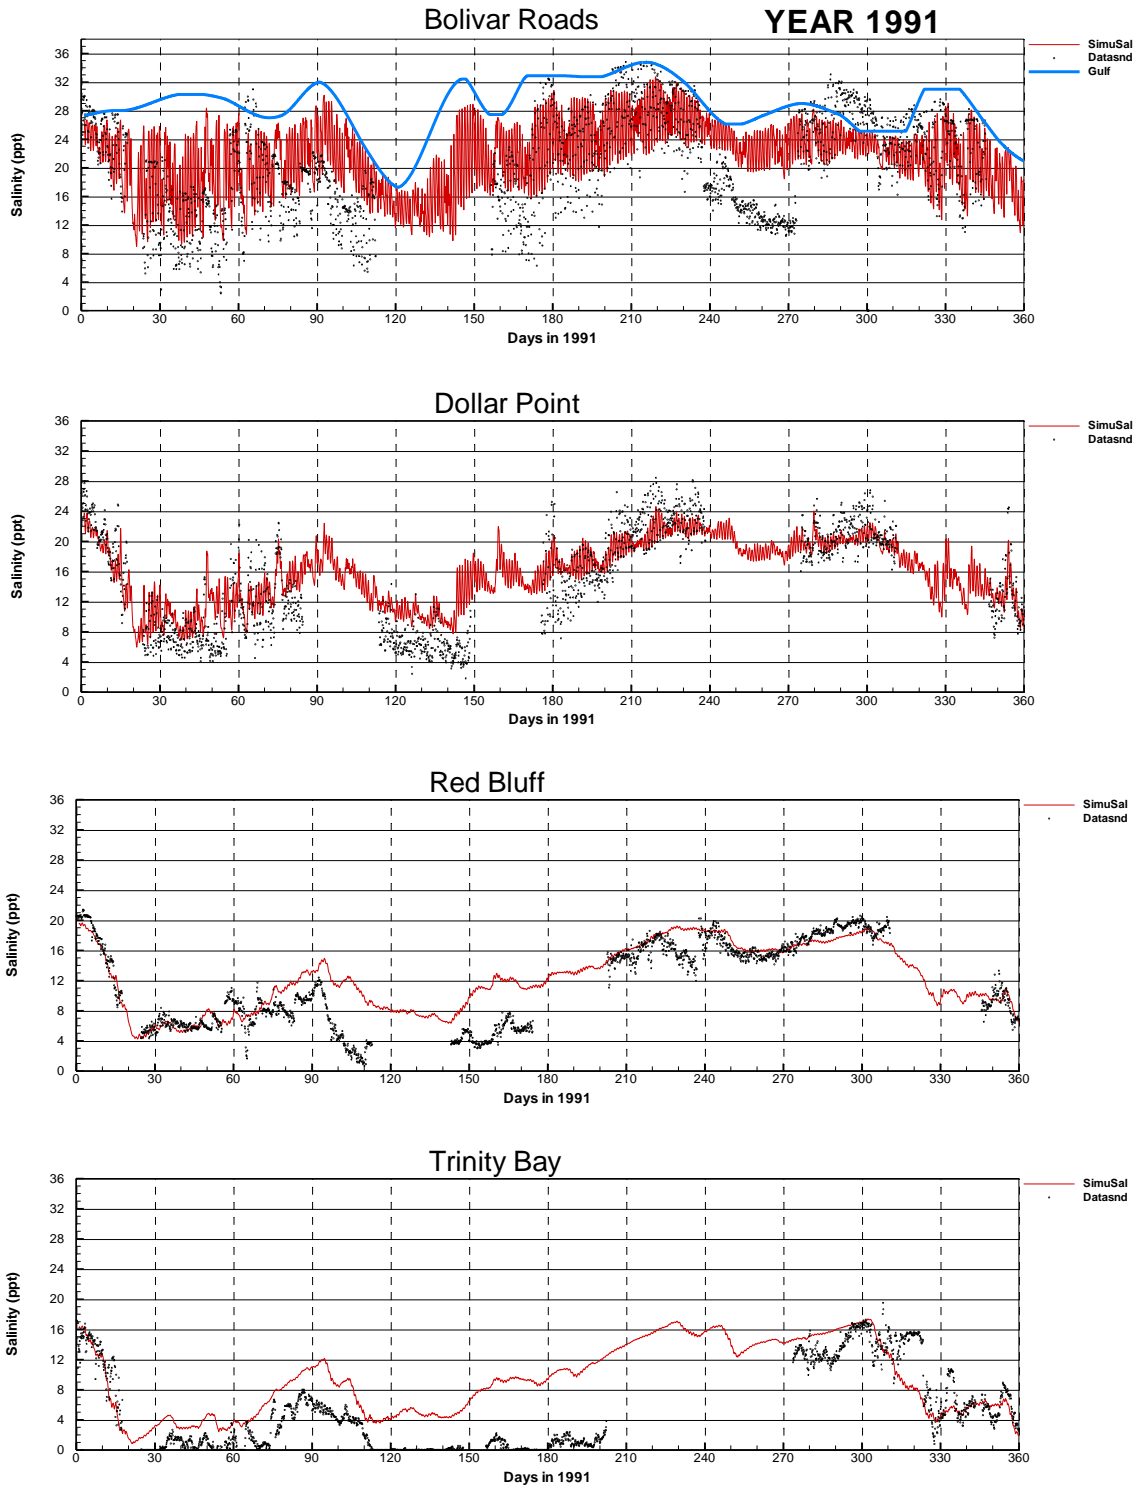 Bolivar Roads YEAR 1991
36 SimuSal
Datasnd
32 Gulf
28
24
20
16
12
8
4
0
Salinity (ppt)
0 30 60 90 120 150 180 210 240 270 300 330 360
Days in 1991
Dollar Point
36 SimuSal
Datasnd
32
28
24
20
16
12
8
4
0
Salinity (ppt)
0 30 60 90 120 150 180 210 240 270 300 330 360
Days in 1991
Red Bluff
36 SimuSal
Datasnd
32
28
24
20
16
12
8
4
0
Salinity (ppt)
0 30 60 90 120 150 180 210 240 270 300 330 360
Days in 1991
Trinity Bay
36 SimuSal
Datasnd
32
28
24
20
16
12
8
4
0
Salinity (ppt)
0 30 60 90 120 150 180 210 240 270 300 330 360
Days in 1991